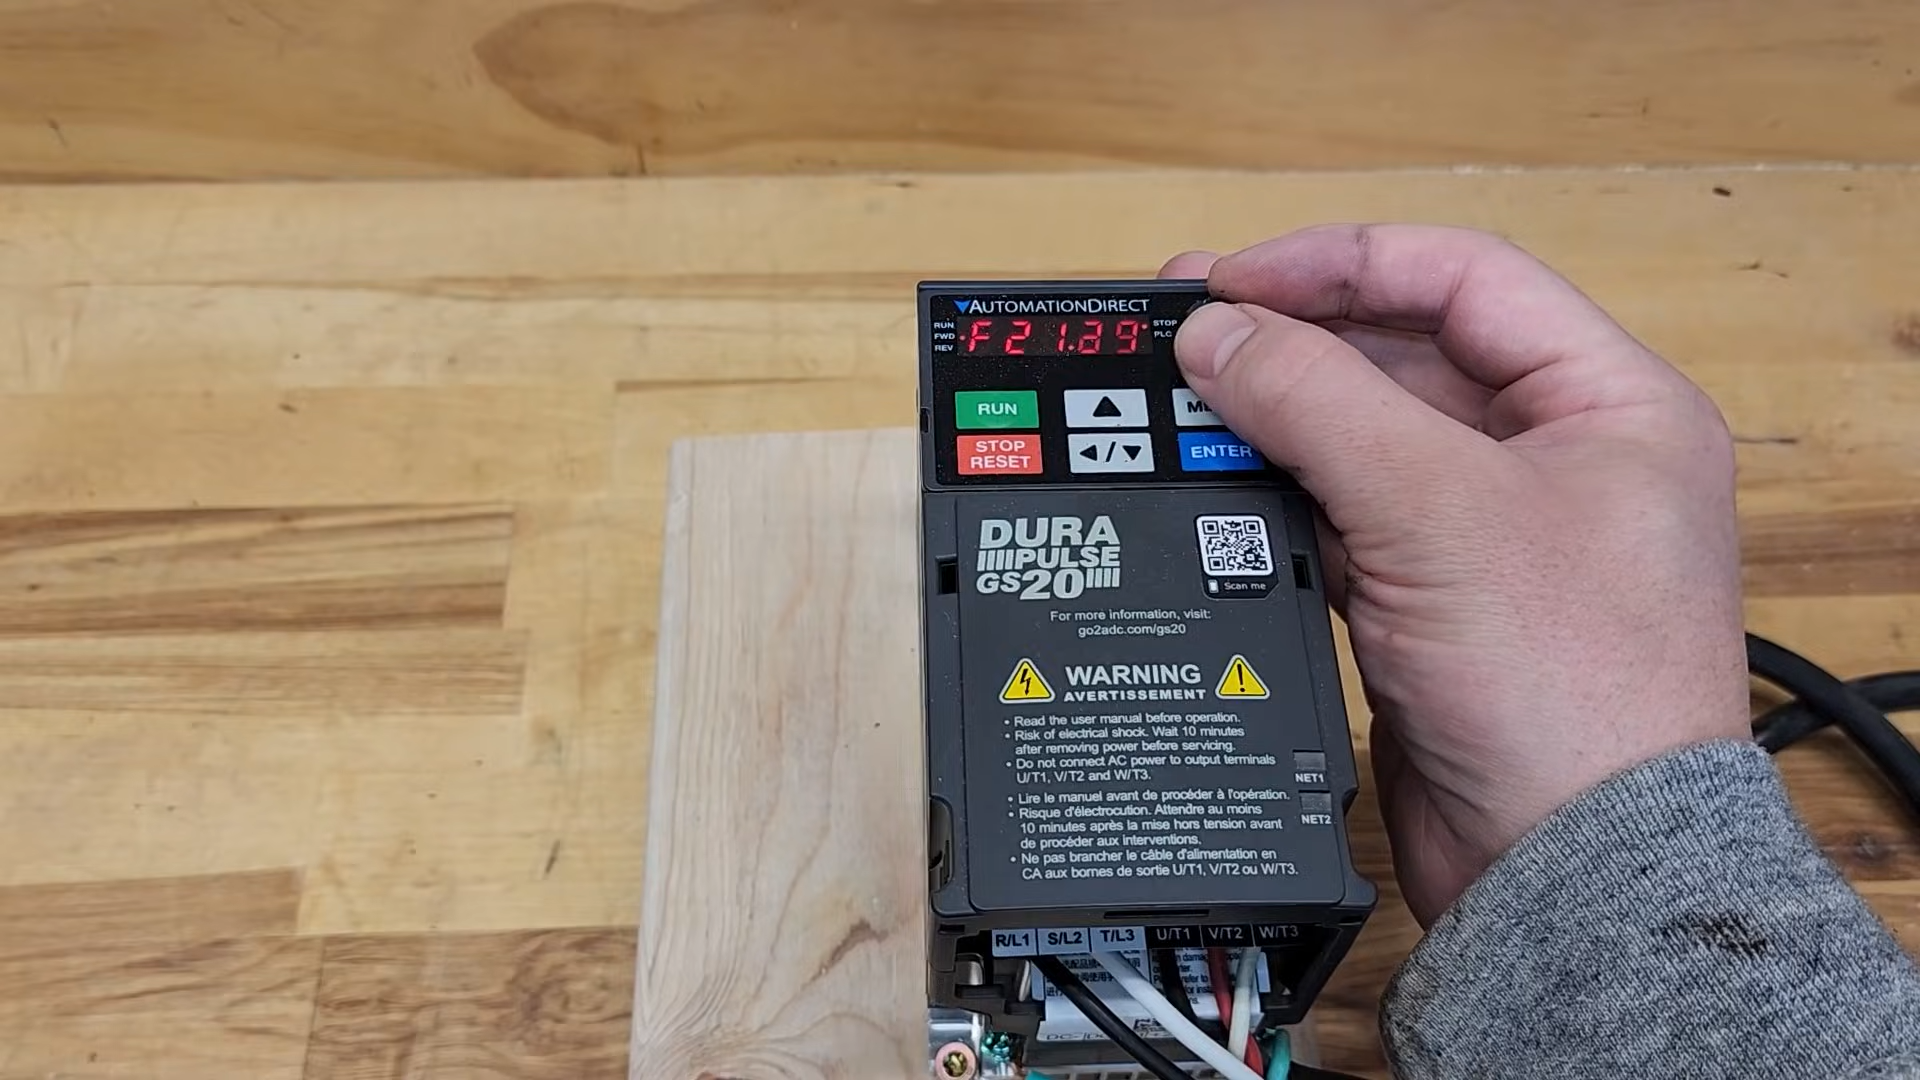 AUTOMATIONDIRECT
RUN
FWD
REV
STOP
PLC
RUN
STOP
RESET
ENTER
DURA
PULSE
GS20
Scan me
For more information, visit:
go2adc.com/gs20
WARNING
AVERTISSEMENT
• Read the user manual before operation.
• Risk of electrical shock. Wait 10 minutes
after removing power before servicing.
• Do not connect AC power to output terminals
U/T1, V/T2 and W/T3.
• Lire le manuel avant de procéder à l'opération.
• Risque d'électrocution. Attendre au moins
10 minutes après la mise hors tension avant
de procéder aux interventions.
• Ne pas brancher le câble d'alimentation en
CA aux bornes de sortie U/T1, V/T2 ou W/T3.
NET1
NET2
R/L1 S/L2 T/L3 U/T1 V/T2 W/T3